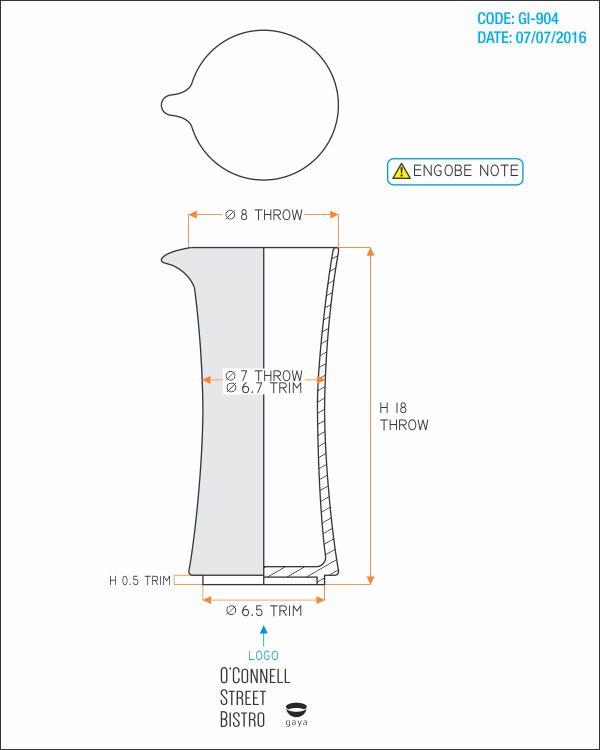 CODE: GI-904
DATE: 07/07/2016
ENGOBE NOTE
Ø 8 THROW
Ø 7 THROW
Ø 6.7 TRIM
H 18
THROW
H 0.5 TRIM
Ø 6.5 TRIM
LOGO
O'CONNELL
STREET
BISTRO
gaya